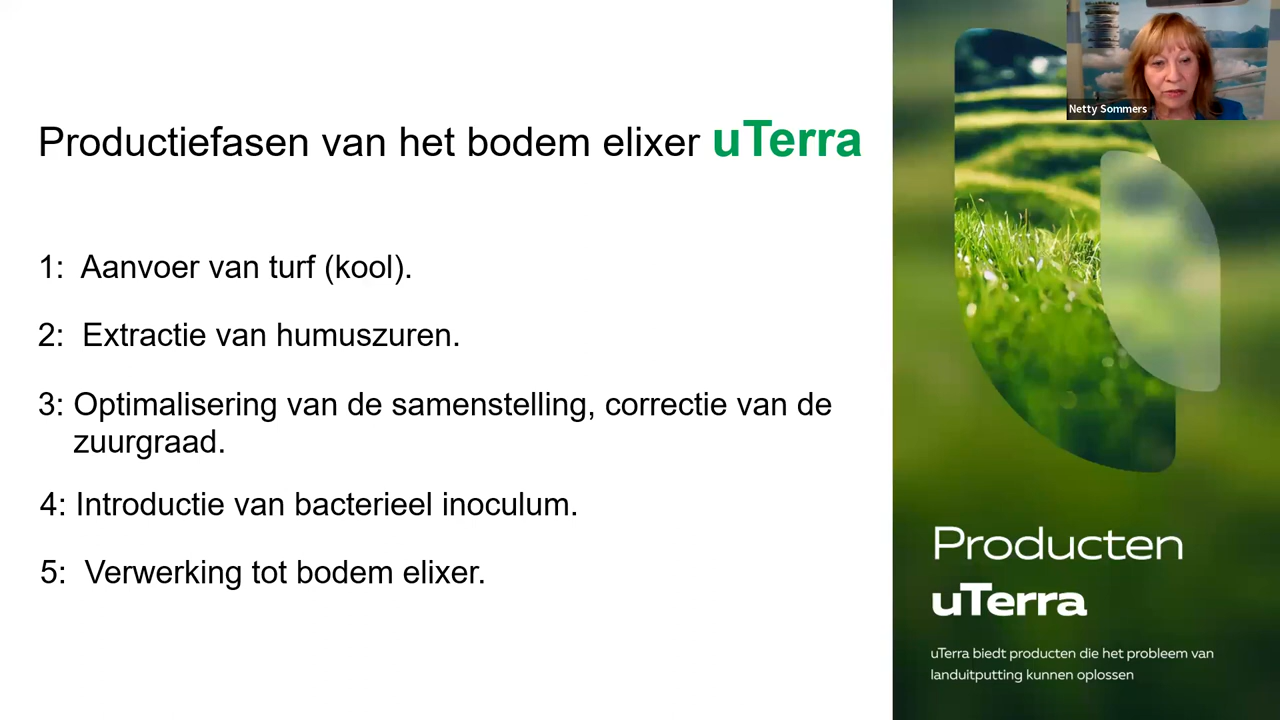 Productiefasen van het bodem elixer uTerra
1: Aanvoer van turf (kool).
2: Extractie van humuszuren.
3: Optimalisering van de samenstelling, correctie van de
zuurgraad.
4: Introductie van bacterieel inoculum.
5: Verwerking tot bodem elixer.
Netty Sommers
Producten
uTerra
uTerra biedt producten die het probleem van
landuitputting kunnen oplossen